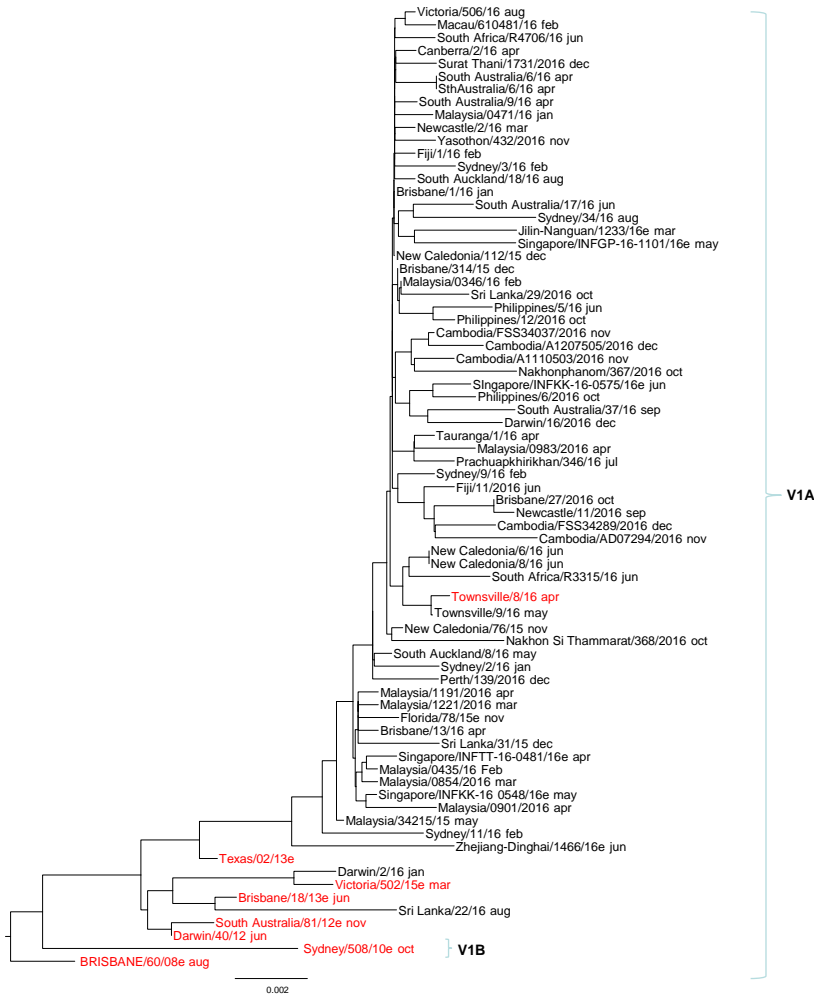 Victoria/506/16 aug
Macau/610481/16 feb
South Africa/R4706/16 jun
Canberra/2/16 apr
Surat Thani/1731/2016 dec
South Australia/6/16 apr
SthAustralia/6/16 apr
South Australia/9/16 apr
Malaysia/0471/16 jan
Newcastle/2/16 mar
Yasothon/432/2016 nov
Fiji/1/16 feb
Sydney/3/16 feb
South Auckland/18/16 aug
Brisbane/1/16 jan
South Australia/17/16 jun
Sydney/34/16 aug
Jilin-Nanguan/1233/16e mar
Singapore/INFGP-16-1101/16e may
New Caledonia/112/15 dec
Brisbane/314/15 dec
Malaysia/0346/16 feb
Sri Lanka/29/2016 oct
Philippines/5/16 jun
Philippines/12/2016 oct
Cambodia/FSS34037/2016 nov
Cambodia/A1207505/2016 dec
Cambodia/A1110503/2016 nov
Nakhonphanom/367/2016 oct
SIngapore/INFKK-16-0575/16e jun
Philippines/6/2016 oct
South Australia/37/16 sep
Darwin/16/2016 dec
Tauranga/1/16 apr
Malaysia/0983/2016 apr
Prachuapkhirikhan/346/16 jul
Sydney/9/16 feb
Fiji/11/2016 jun
V1A
Brisbane/27/2016 oct
Newcastle/11/2016 sep
Cambodia/FSS34289/2016 dec
Cambodia/AD07294/2016 nov
New Caledonia/6/16 jun
New Caledonia/8/16 jun
South Africa/R3315/16 jun
Townsville/8/16 apr
Townsville/9/16 may
New Caledonia/76/15 nov
Nakhon Si Thammarat/368/2016 oct
South Auckland/8/16 may
Sydney/2/16 jan
Perth/139/2016 dec
Malaysia/1191/2016 apr
Malaysia/1221/2016 mar
Florida/78/15e nov
Brisbane/13/16 apr
Sri Lanka/31/15 dec
Singapore/INFTT-16-0481/16e apr
Malaysia/0435/16 Feb
Malaysia/0854/2016 mar
Singapore/INFKK-16 0548/16e may
Malaysia/0901/2016 apr
Malaysia/34215/15 may
Sydney/11/16 feb
Zhejiang-Dinghai/1466/16e jun
Texas/02/13e
Darwin/2/16 jan
Victoria/502/15e mar
Brisbane/18/13e jun
Sri Lanka/22/16 aug
South Australia/81/12e nov
Darwin/40/12 jun
Sydney/508/10e oct
V1B
BRISBANE/60/08e aug
0.002